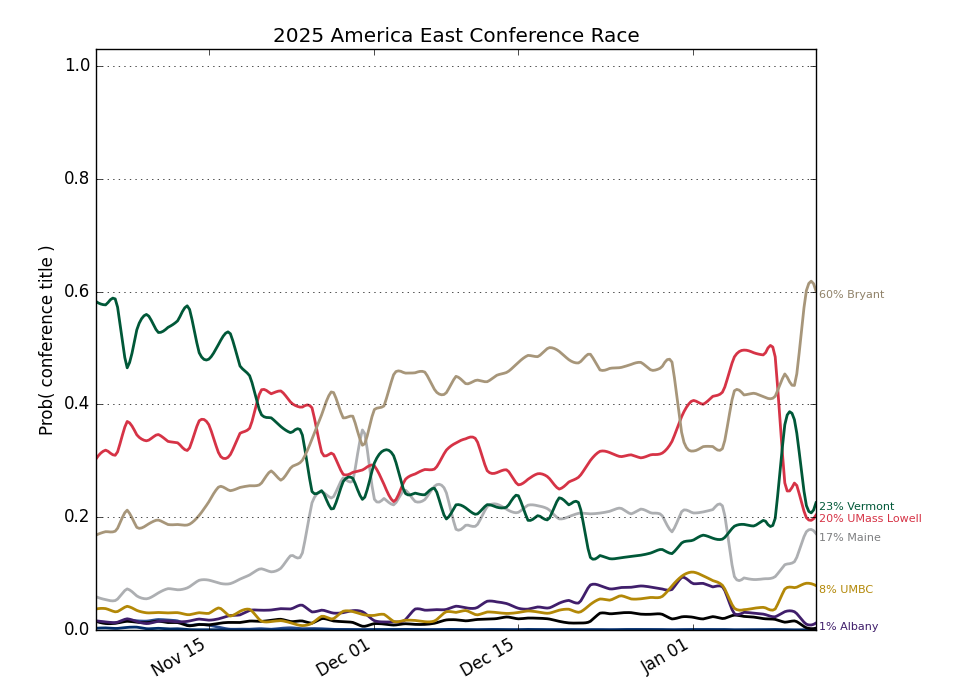 2025 America East Conference Race
Prob( conference title )
1.0
0.8
0.6
0.4
0.2
0.0
60% Bryant
23% Vermont
20% UMass Lowell
17% Maine
8% UMBC
1% Albany
Nov 15
Dec 01
Dec 15
Jan 01